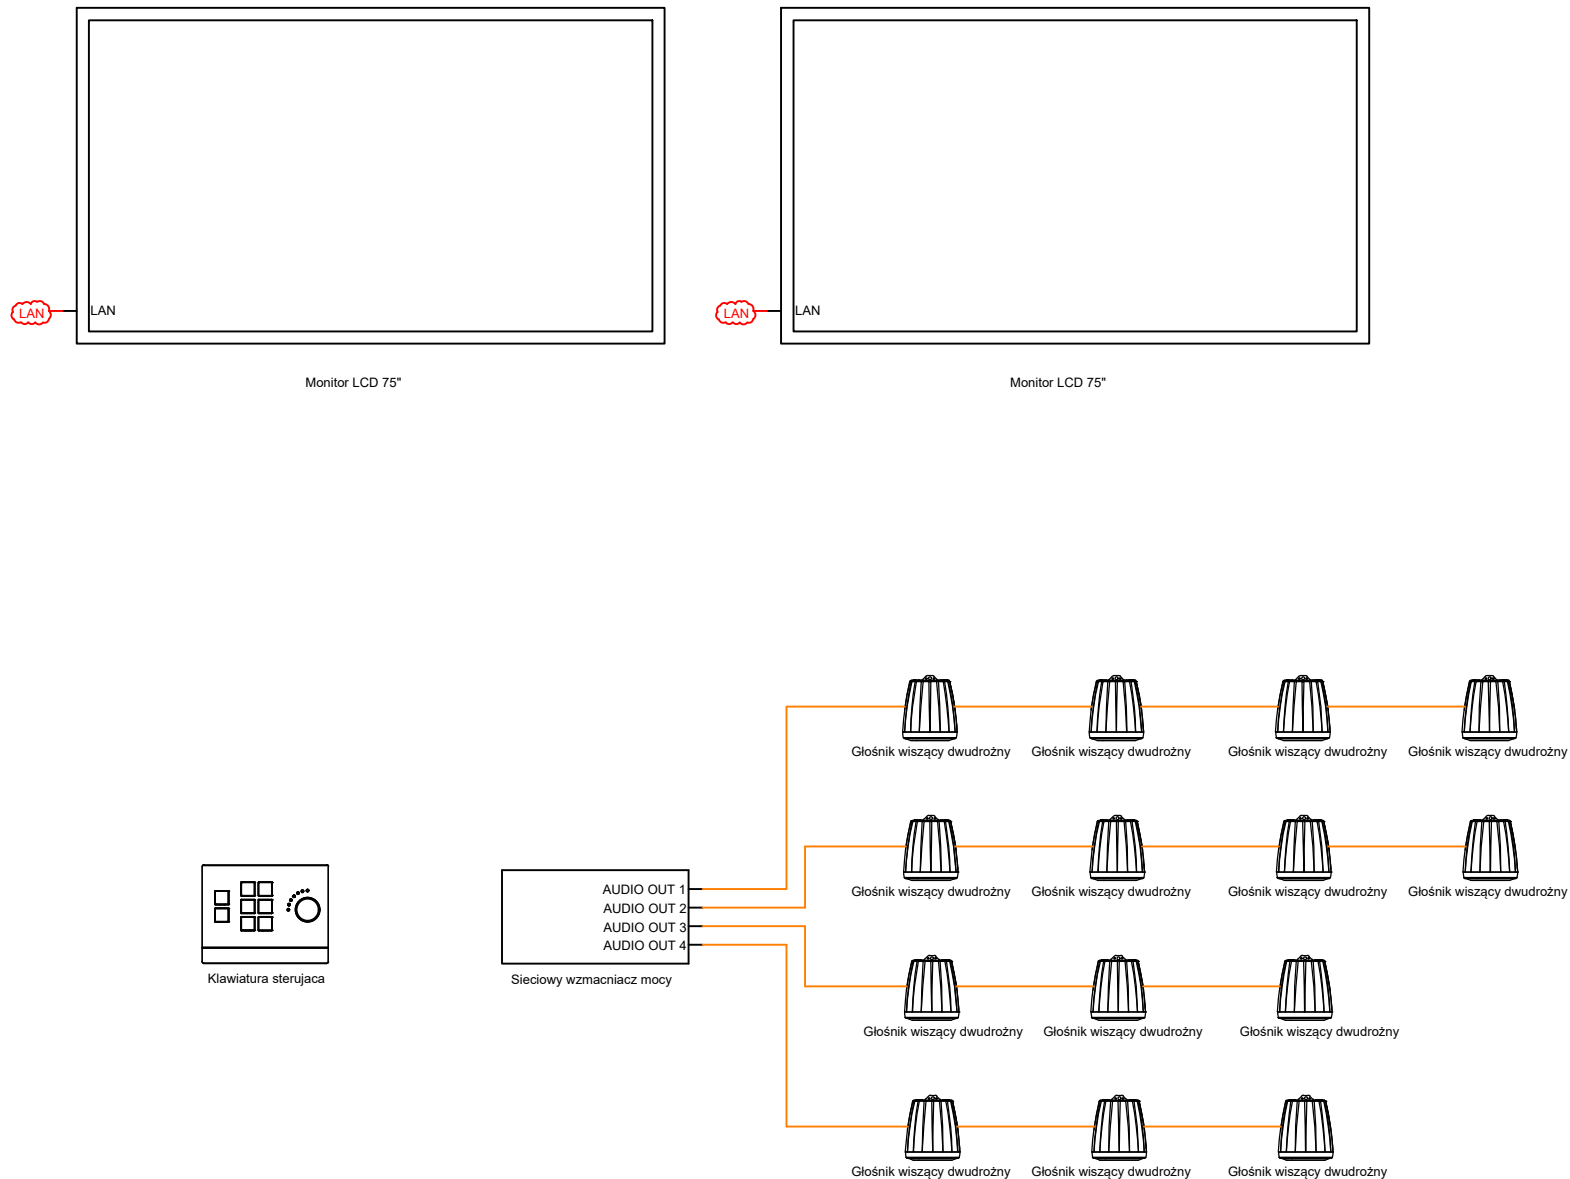 LAN
LAN
LAN
LAN
Monitor LCD 75"
Monitor LCD 75"
Głośnik wiszący dwudrożny
Głośnik wiszący dwudrożny
Głośnik wiszący dwudrożny
Głośnik wiszący dwudrożny
Głośnik wiszący dwudrożny
Głośnik wiszący dwudrożny
Głośnik wiszący dwudrożny
Głośnik wiszący dwudrożny
AUDIO OUT 1
AUDIO OUT 2
AUDIO OUT 3
AUDIO OUT 4
Klawiatura sterujaca
Sieciowy wzmacniacz mocy
Głośnik wiszący dwudrożny
Głośnik wiszący dwudrożny
Głośnik wiszący dwudrożny
Głośnik wiszący dwudrożny
Głośnik wiszący dwudrożny
Głośnik wiszący dwudrożny